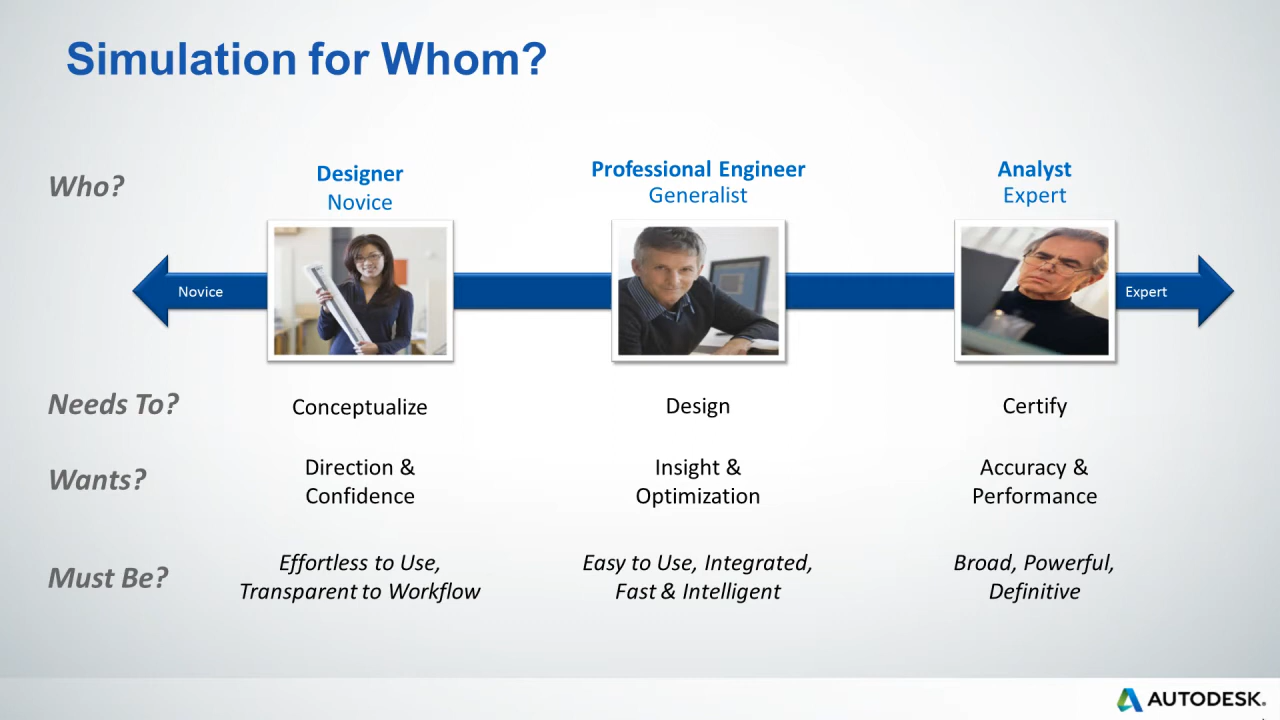 Simulation for Whom?
Who?
Designer
Novice
Professional Engineer
Generalist
Analyst
Expert
Novice
Expert
Needs To?
Conceptualize
Design
Certify
Wants?
Direction &
Confidence
Insight &
Optimization
Accuracy &
Performance
Must Be?
Effortless to Use,
Transparent to Workflow
Easy to Use, Integrated,
Fast & Intelligent
Broad, Powerful,
Definitive
AUTODESK.